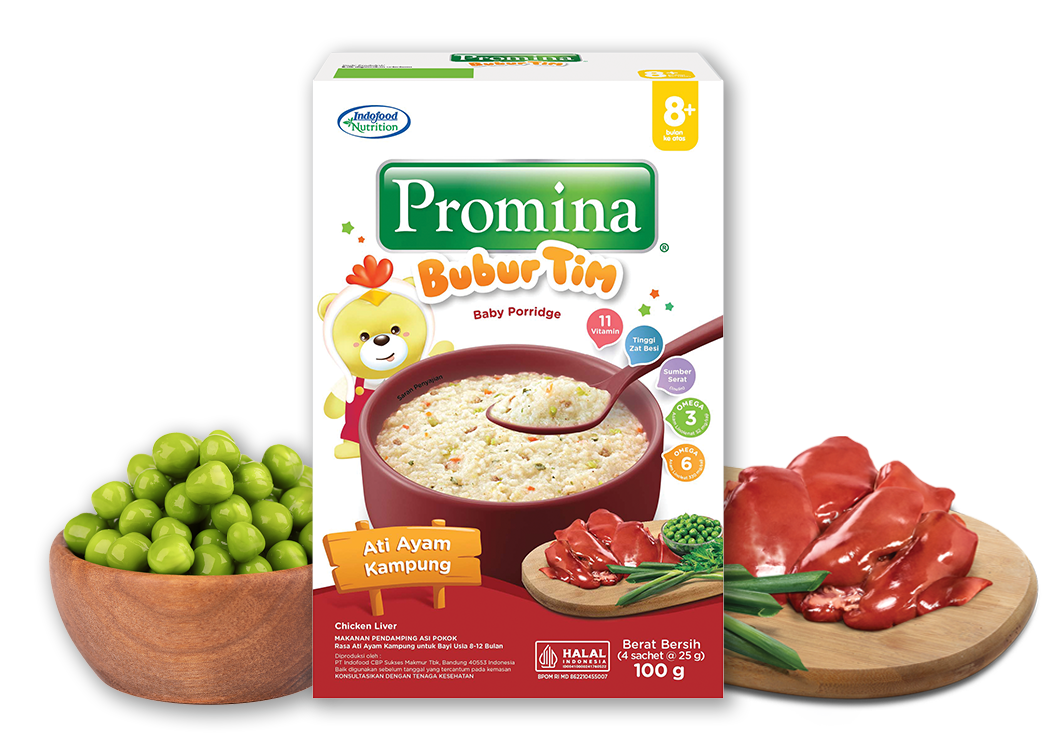 Promina
Bubur Tim
8+
Indofood
Nutrition
8+
bulan
ke atas
Promina
®
Bubur Tim
Baby Porridge
11
Vitamin
Tinggi
Zat Besi
Sumber
Serat
OMEGA
3
OMEGA
6
Saran Penyajian
Ati Ayam
Kampung
Chicken Liver
MAKANAN PENDAMPING ASI POKOK
Rasa Ati Ayam Kampung untuk Bayi Usia 8-12 Bulan
Diproduksi oleh :
PT Indofood CBP Sukses Makmur Tbk, Bandung 40553 Indonesia
Baik digunakan sebelum tanggal yang tercantum pada kemasan
KONSULTASIKAN DENGAN TENAGA KESEHATAN
HALAL
INDONESIA
BPOM RI MD 862210455007
Berat Bersih
(4 sachet @ 25 g)
100 g